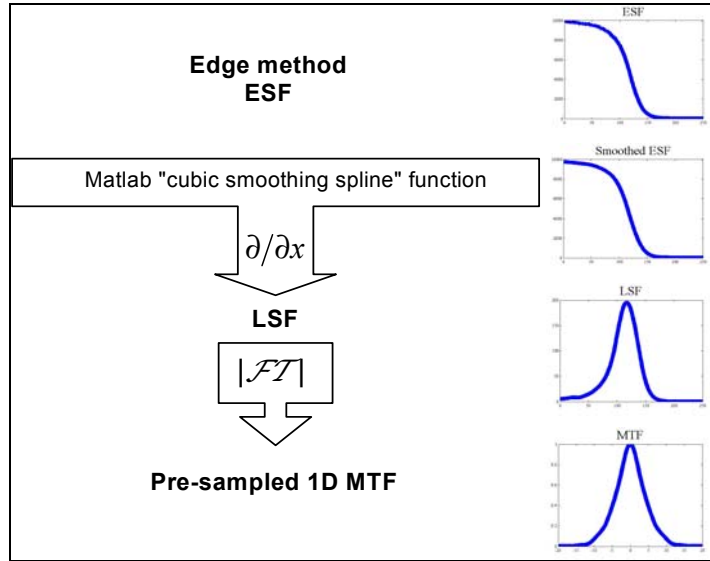 Edge method
ESF
Matlab "cubic smoothing spline" function
∂/∂x
LSF
|ℱ𝒯|
Pre-sampled 1D MTF
ESF
Smoothed ESF
LSF
MTF